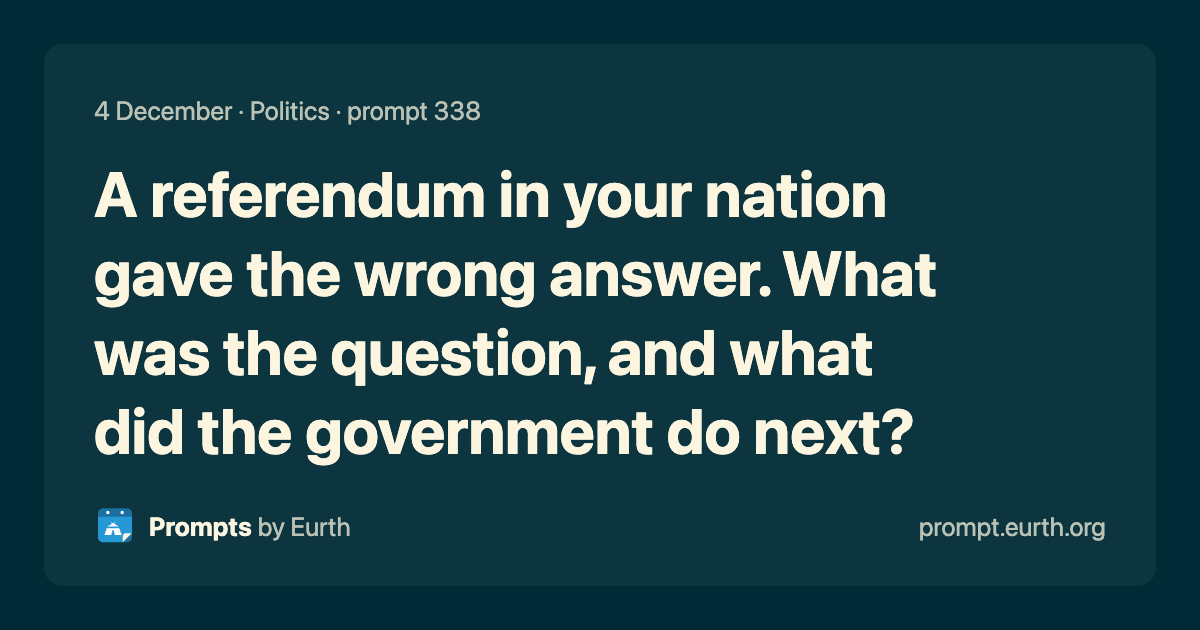 4 December · Politics · prompt 338
A referendum in your nation
gave the wrong answer. What
was the question, and what
did the government do next?
Prompts by Eurth
prompt.eurth.org